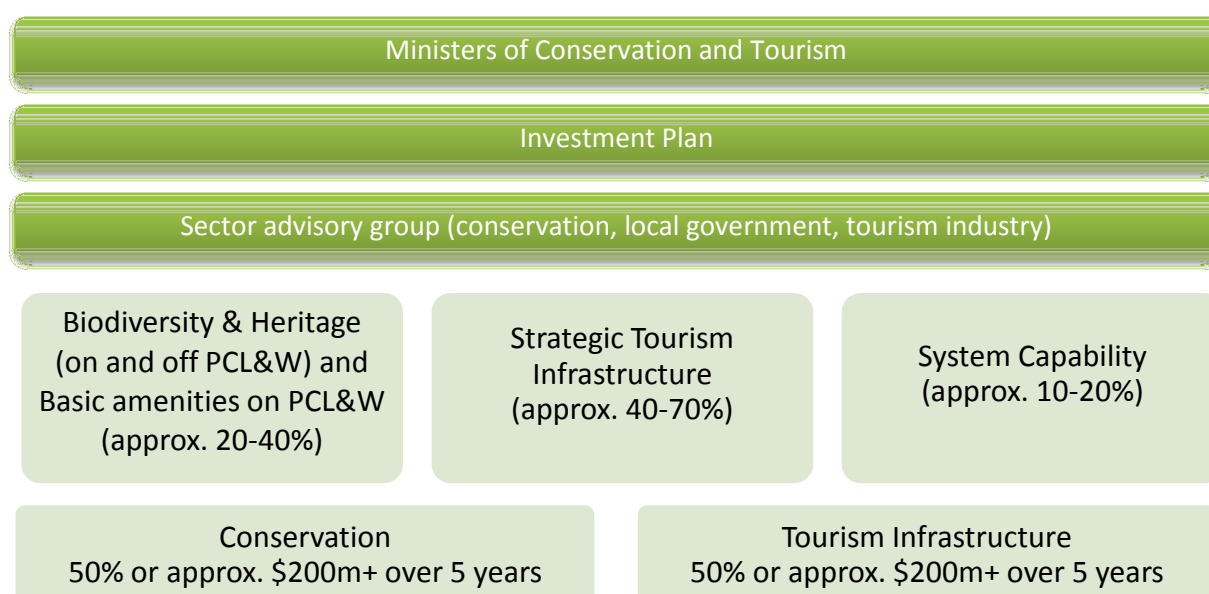 Ministers of Conservation and Tourism
Investment Plan
Sector advisory group (conservation, local government, tourism industry)
Biodiversity & Heritage
(on and off PCL&W) and
Basic amenities on PCL&W
(approx. 20-40%)
Strategic Tourism
Infrastructure
(approx. 40-70%)
System Capability
(approx. 10-20%)
Conservation
50% or approx. $200m+ over 5 years
Tourism Infrastructure
50% or approx. $200m+ over 5 years